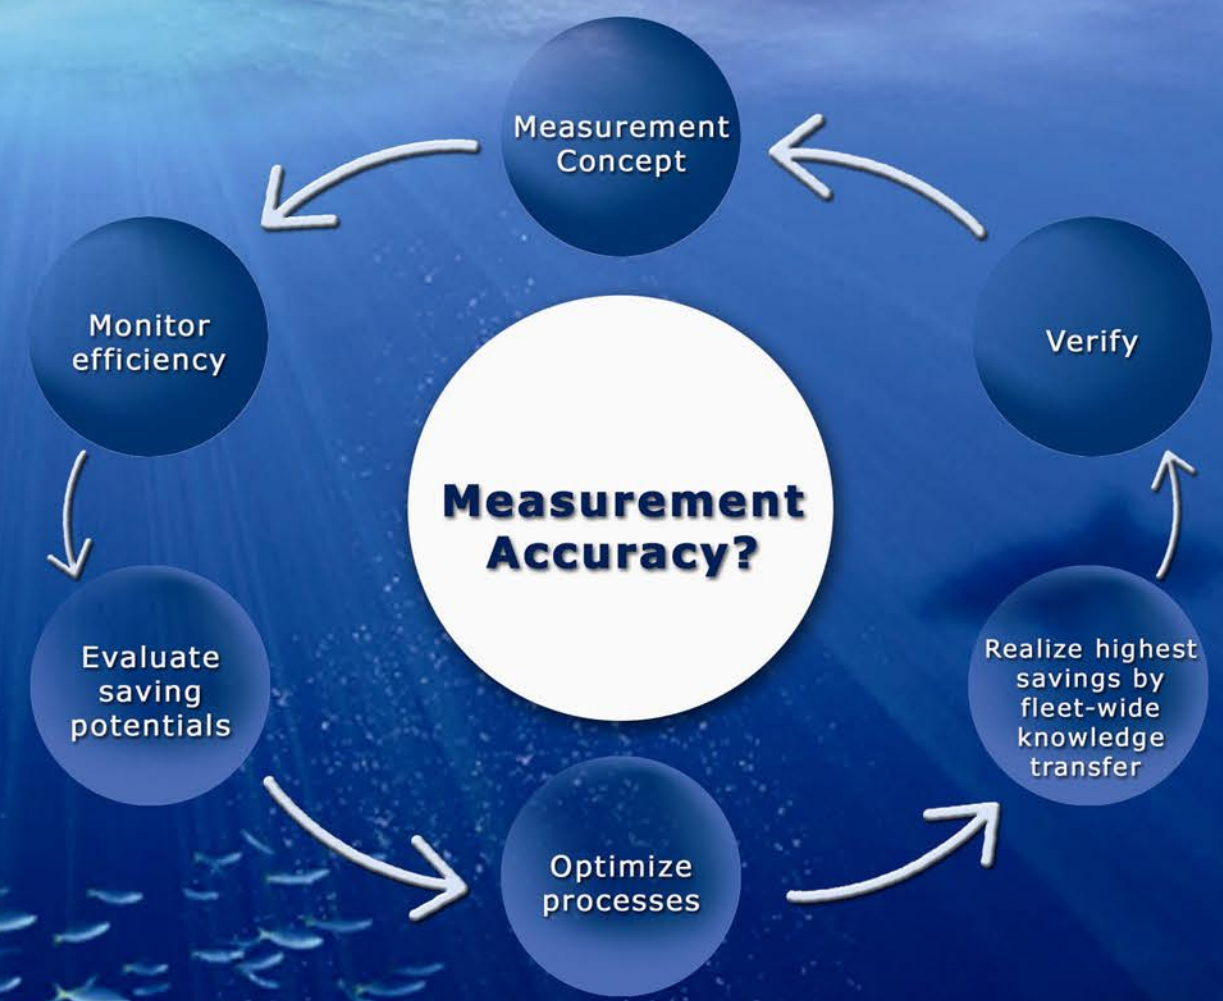 Measurement
Concept
Monitor
efficiency
Verify
Measurement
Accuracy?
Evaluate
saving
potentials
Realize highest
savings by
fleet-wide
knowledge
transfer
Optimize
processes